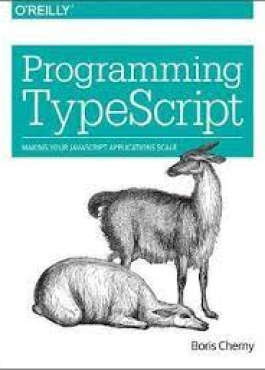 O'REILLY®
Programming
TypeScript
MAKING YOUR JAVASCRIPT APPLICATIONS SCALE
Boris Cherny